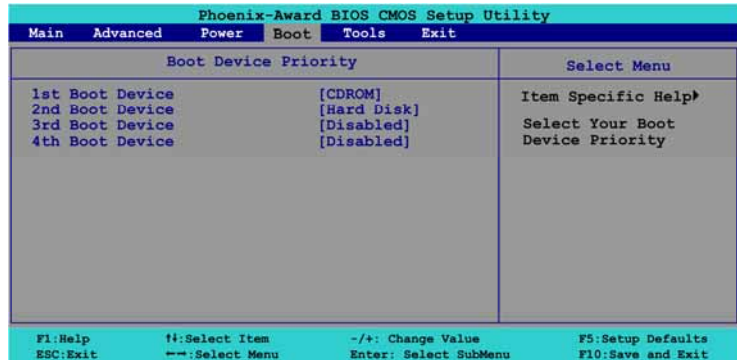 Phoenix-Award BIOS CMOS Setup Utility
Main Advanced Power Boot Tools Exit
Boot Device Priority
Select Menu
1st Boot Device [CDROM]
2nd Boot Device [Hard Disk]
3rd Boot Device [Disabled]
4th Boot Device [Disabled]
Item Specific Help▶
Select Your Boot
Device Priority
F1:Help ↑↓:Select Item -/+: Change Value F5:Setup Defaults
ESC:Exit ←→:Select Menu Enter: Select SubMenu F10:Save and Exit